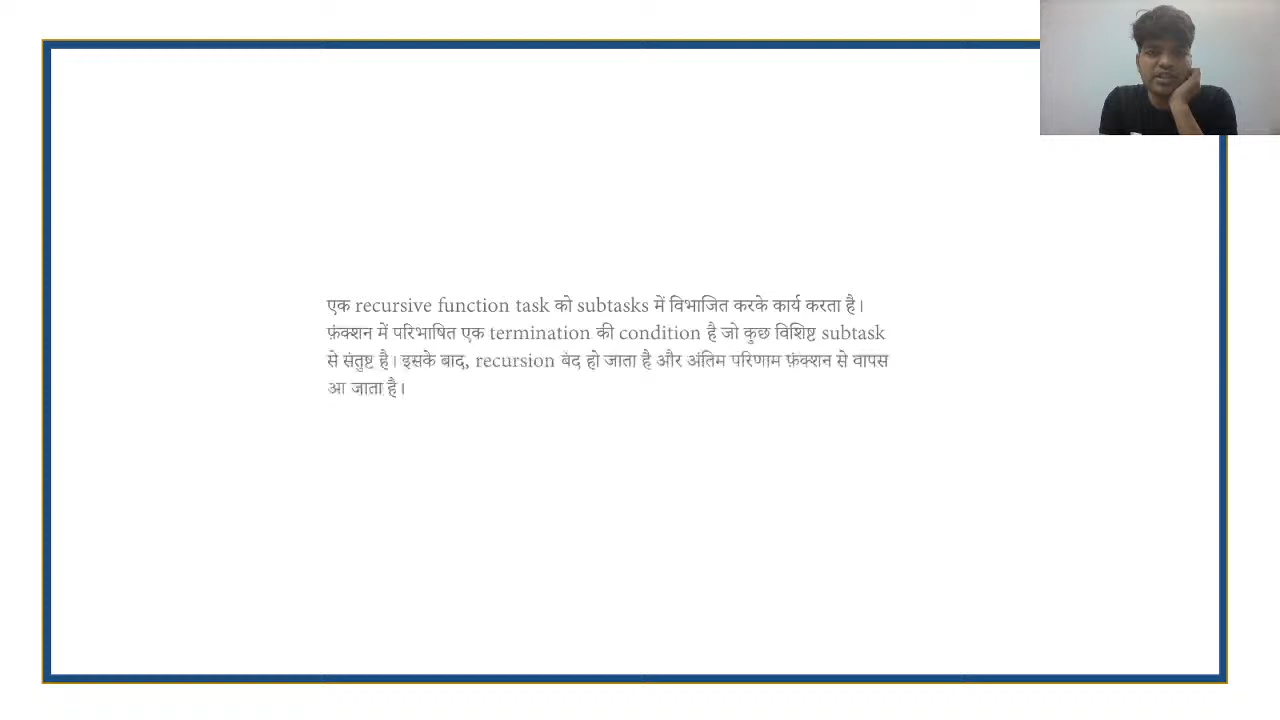 एक recursive function task को subtasks में विभाजित करके कार्य करता है।
फ़ंक्शन में परिभाषित एक termination की condition है जो कुछ विशिष्ट subtask
से संतुष्ट है। इसके बाद, recursion बंद हो जाता है और अंतिम परिणाम फ़ंक्शन से वापस
आ जाता है।